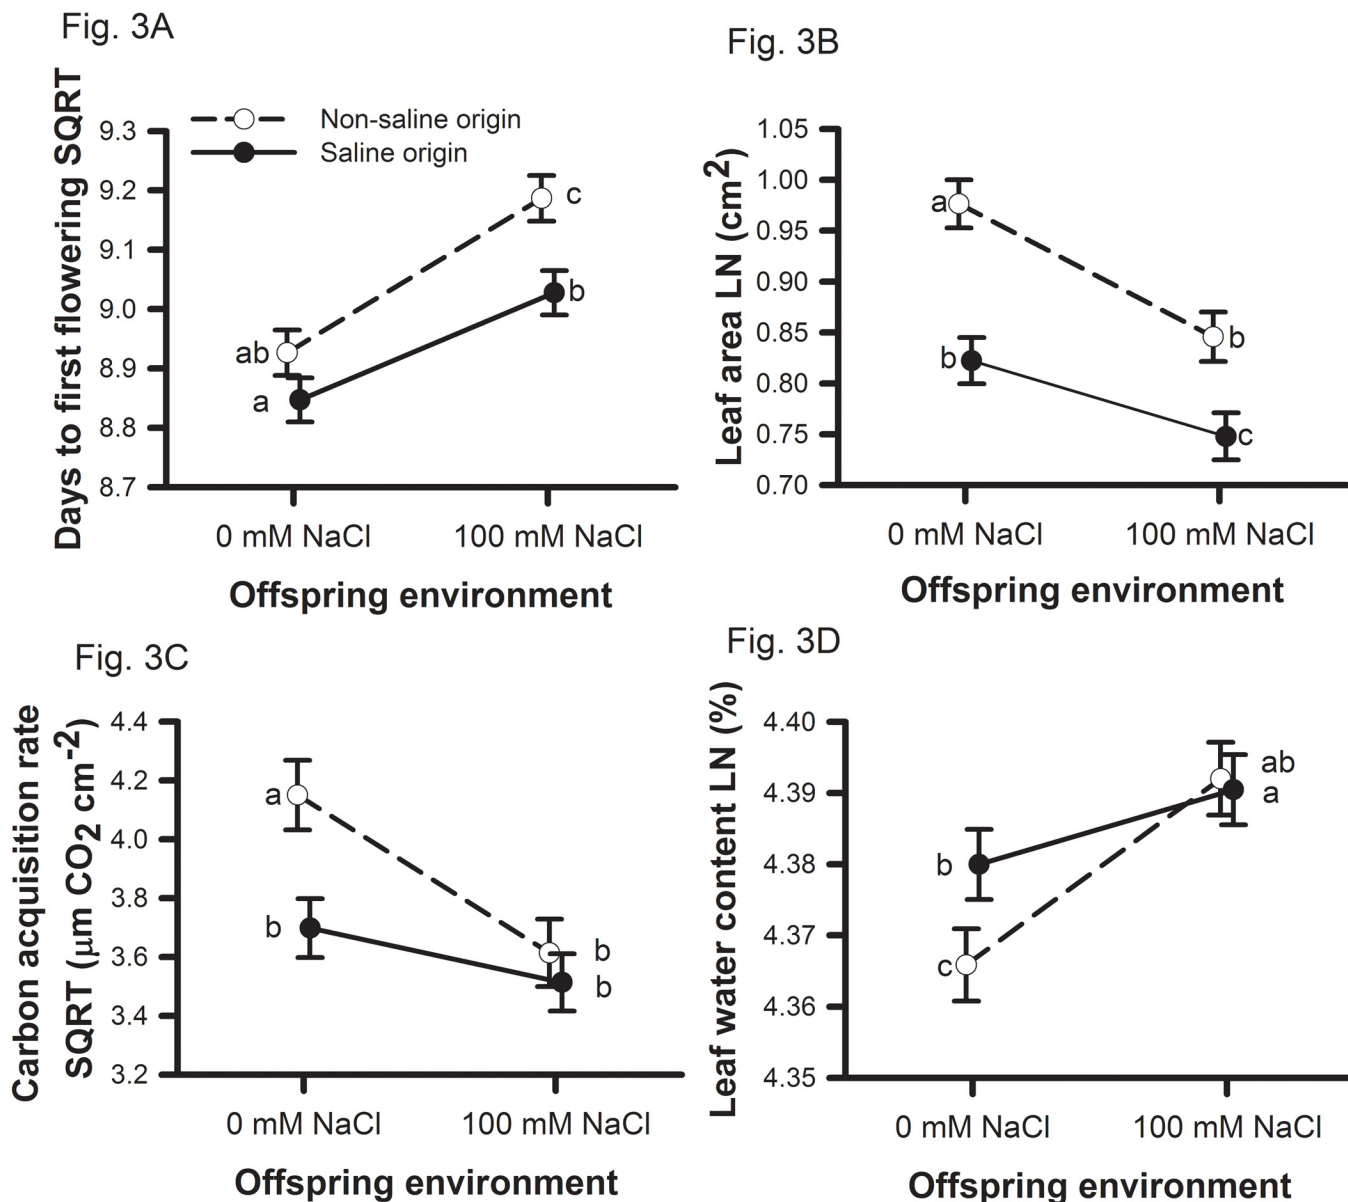 Fig. 3A
Days to first flowering SQRT
Non-saline origin
Saline origin
9.3
9.2
9.1
9.0
8.9
8.8
8.7
ab
a
c
b
0 mM NaCl
100 mM NaCl
Offspring environment
Fig. 3B
Leaf area LN (cm²)
1.05
1.00
0.95
0.90
0.85
0.80
0.75
0.70
a
b
b
c
0 mM NaCl
100 mM NaCl
Offspring environment
Fig. 3C
Carbon acquisition rate
SQRT (µm CO₂ cm⁻²)
4.4
4.2
4.0
3.8
3.6
3.4
3.2
a
b
b
b
0 mM NaCl
100 mM NaCl
Offspring environment
Fig. 3D
Leaf water content LN (%)
4.40
4.39
4.38
4.37
4.36
4.35
b
c
ab
a
0 mM NaCl
100 mM NaCl
Offspring environment